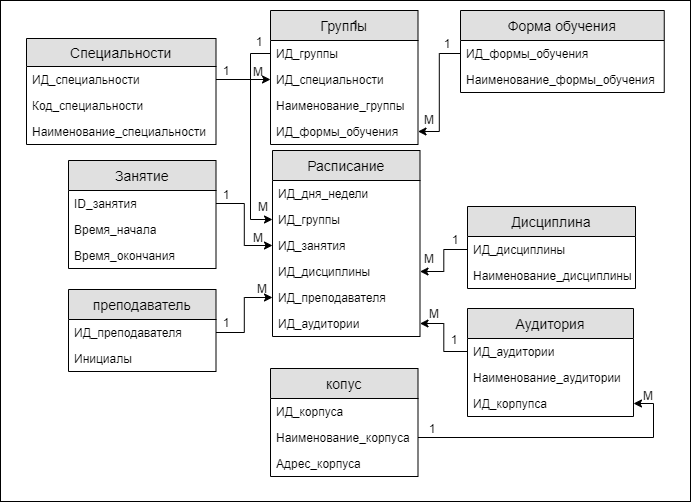 Группы
1
ИД_группы
ИД_специальности
Наименование_группы
ИД_формы_обучения
Форма обучения
ИД_формы_обучения
Наименование_формы_обучения
1
М
Специальности
ИД_специальности
Код_специальности
Наименование_специальности
1
М
1
Занятие
ID_занятия
Время_начала
Время_окончания
1
М
М
Расписание
ИД_дня_недели
ИД_группы
ИД_занятия
ИД_дисциплины
ИД_преподавателя
ИД_аудитории
Дисциплина
ИД_дисциплины
Наименование_дисциплины
1
М
преподаватель
ИД_преподавателя
Инициалы
1
М
Аудитория
ИД_аудитории
Наименование_аудитории
ИД_корпупса
М
1
М
копус
ИД_корпуса
Наименование_корпуса
Адрес_корпуса
1